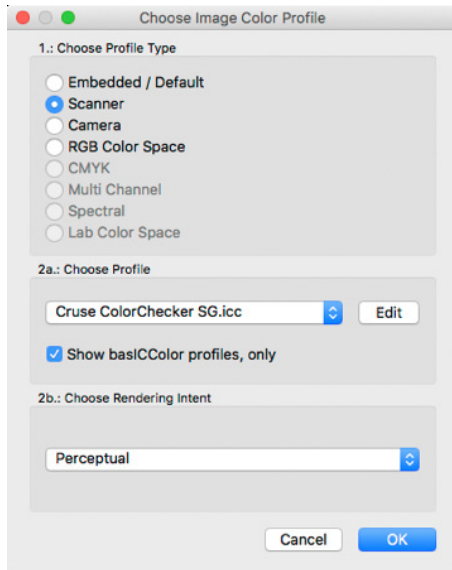 Choose Image Color Profile
1.: Choose Profile Type
Embedded / Default
Scanner
Camera
RGB Color Space
CMYK
Multi Channel
Spectral
Lab Color Space
2a.: Choose Profile
Cruse ColorChecker SG.icc Edit
Show basICColor profiles, only
2b.: Choose Rendering Intent
Perceptual
Cancel OK